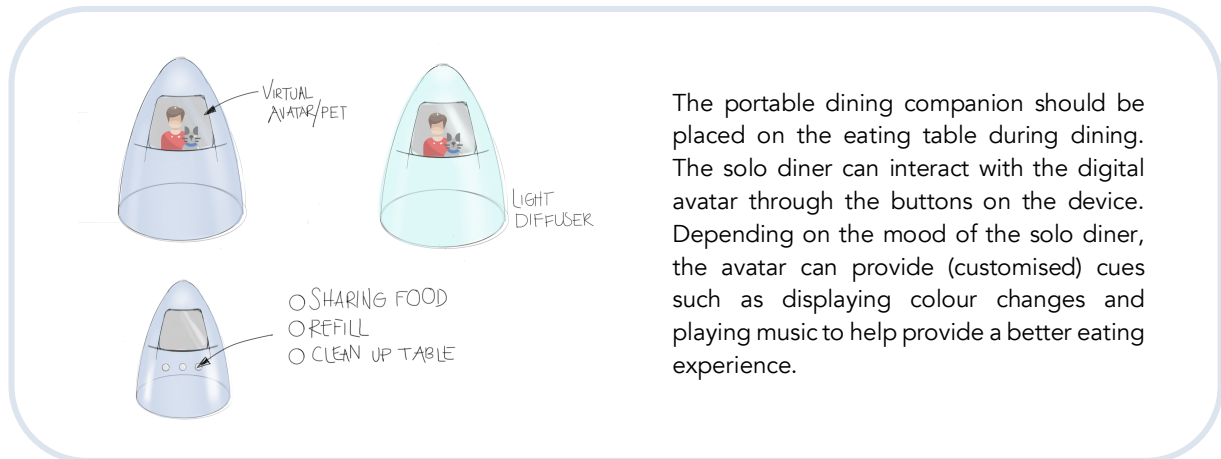 VIRTUAL
AVATAR/PET
LIGHT
DIFFUSER
SHARING FOOD
REFILL
CLEAN UP TABLE
The portable dining companion should be
placed on the eating table during dining.
The solo diner can interact with the digital
avatar through the buttons on the device.
Depending on the mood of the solo diner,
the avatar can provide (customised) cues
such as displaying colour changes and
playing music to help provide a better eating
experience.